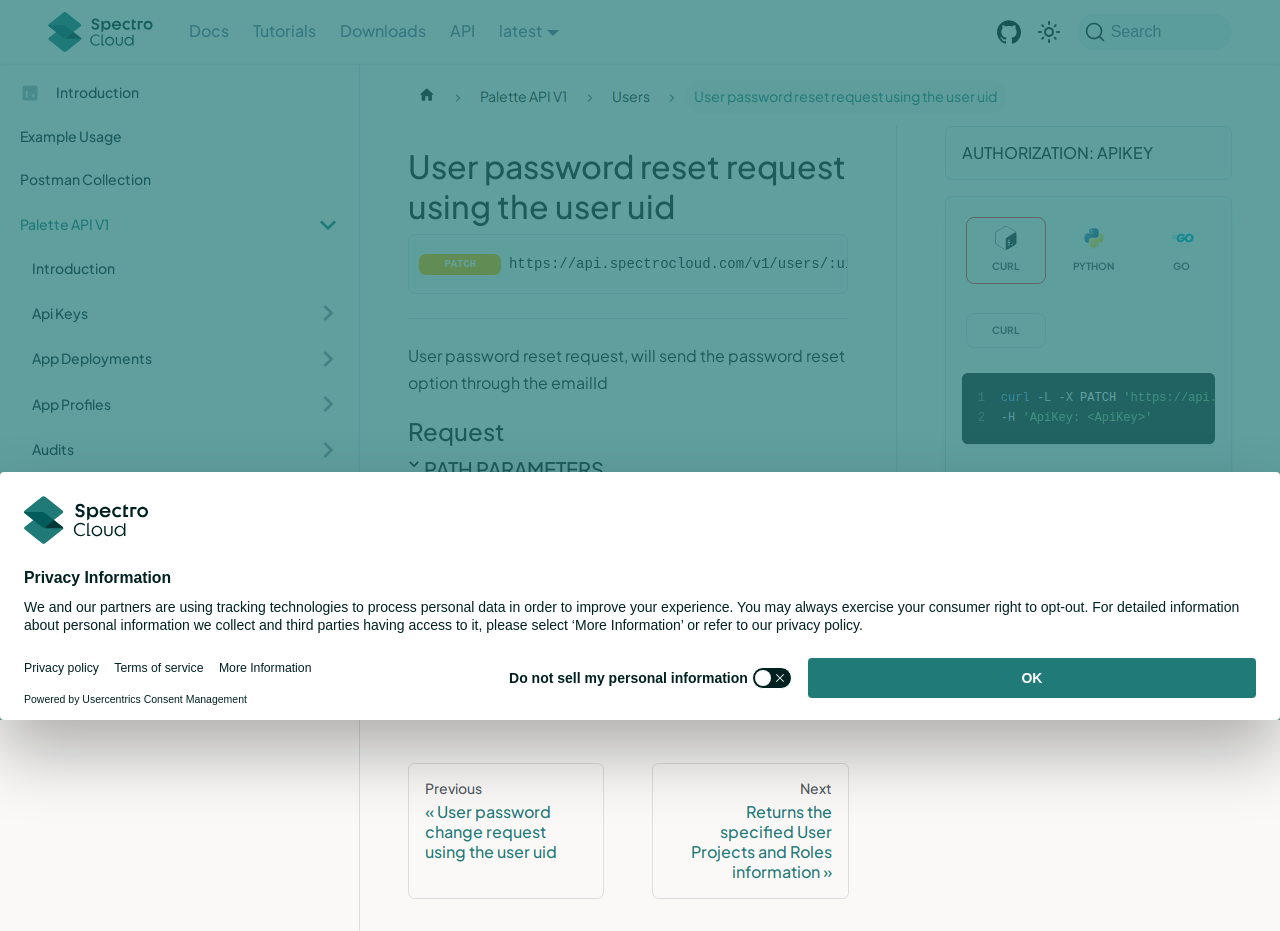 Spectro Cloud
Docs
Tutorials
Downloads
API
latest
Search
Introduction
Example Usage
Postman Collection
Palette API V1
Introduction
Api Keys
App Deployments
App Profiles
Audits
Palette API V1
Users
User password reset request using the user uid
User password reset request
using the user uid
PATCH
https://api.spectrocloud.com/v1/users/:ui
User password reset request, will send the password reset
option through the emailId
Request
PATH PARAMETERS
AUTHORIZATION: APIKEY
CURL
PYTHON
GO
CURL
1 curl -L -X PATCH 'https://api.
2 -H 'ApiKey: <ApiKey>'
Spectro
Cloud
Privacy Information
We and our partners are using tracking technologies to process personal data in order to improve your experience. You may always exercise your consumer right to opt-out. For detailed information
about personal information we collect and third parties having access to it, please select ‘More Information’ or refer to our privacy policy.
Privacy policy
Terms of service
More Information
Powered by Usercentrics Consent Management
Do not sell my personal information
OK
Previous
« User password
change request
using the user uid
Next
Returns the
specified User
Projects and Roles
information »